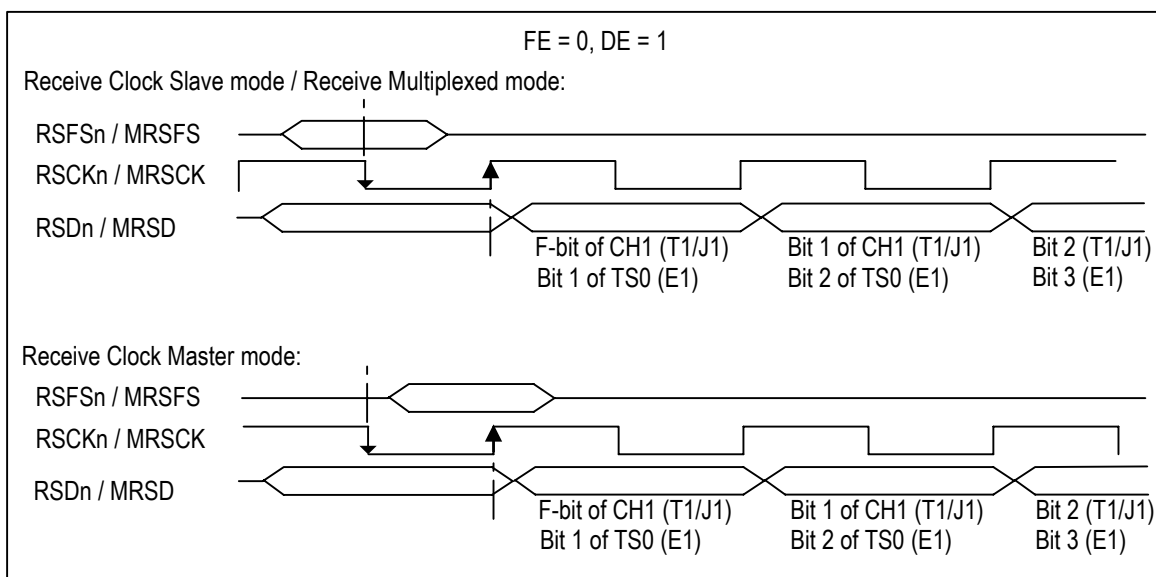 FE = 0, DE = 1
Receive Clock Slave mode / Receive Multiplexed mode:
RSFSn / MRSFS
RSCKn / MRSCK
RSDn / MRSD
F-bit of CH1 (T1/J1) Bit 1 of CH1 (T1/J1) Bit 2 (T1/J1)
Bit 1 of TS0 (E1) Bit 2 of TS0 (E1) Bit 3 (E1)
Receive Clock Master mode:
RSFSn / MRSFS
RSCKn / MRSCK
RSDn / MRSD
F-bit of CH1 (T1/J1) Bit 1 of CH1 (T1/J1) Bit 2 (T1/J1)
Bit 1 of TS0 (E1) Bit 2 of TS0 (E1) Bit 3 (E1)